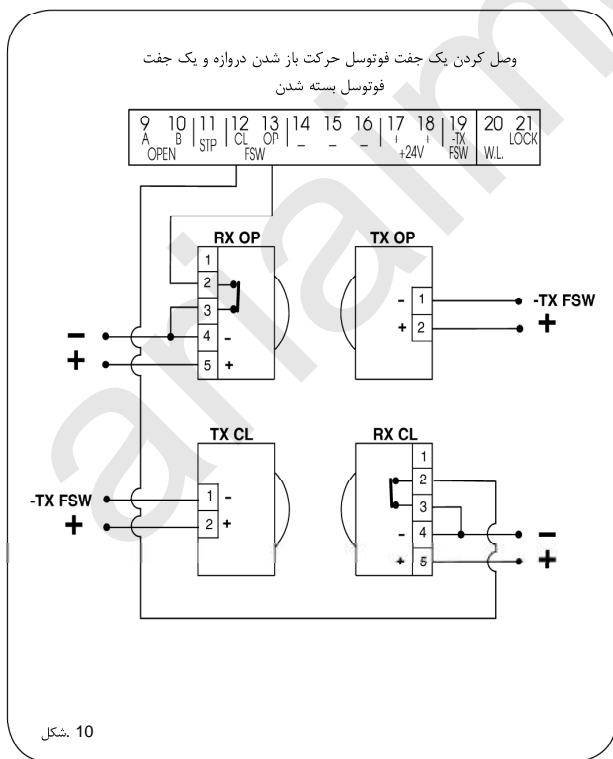 وصل کردن یک جفت فوتوسل حرکت باز شدن دروازه و یک جفت
فوتوسل بسته شدن
9 10 11 12 13 14 15 16 17 18 19 20 21
A B STP CL OP - - - + + -TX LOCK
OPEN FSW +24V FSW W.L.
RX OP TX OP
1
2
3
4 -
5 +
-
+
- 1
+ 2
-TX FSW
+
TX CL RX CL
1 -
2 +
-TX FSW
+
1
2
3
- 4
+ 5
-
+
شکل. 10
ariaim